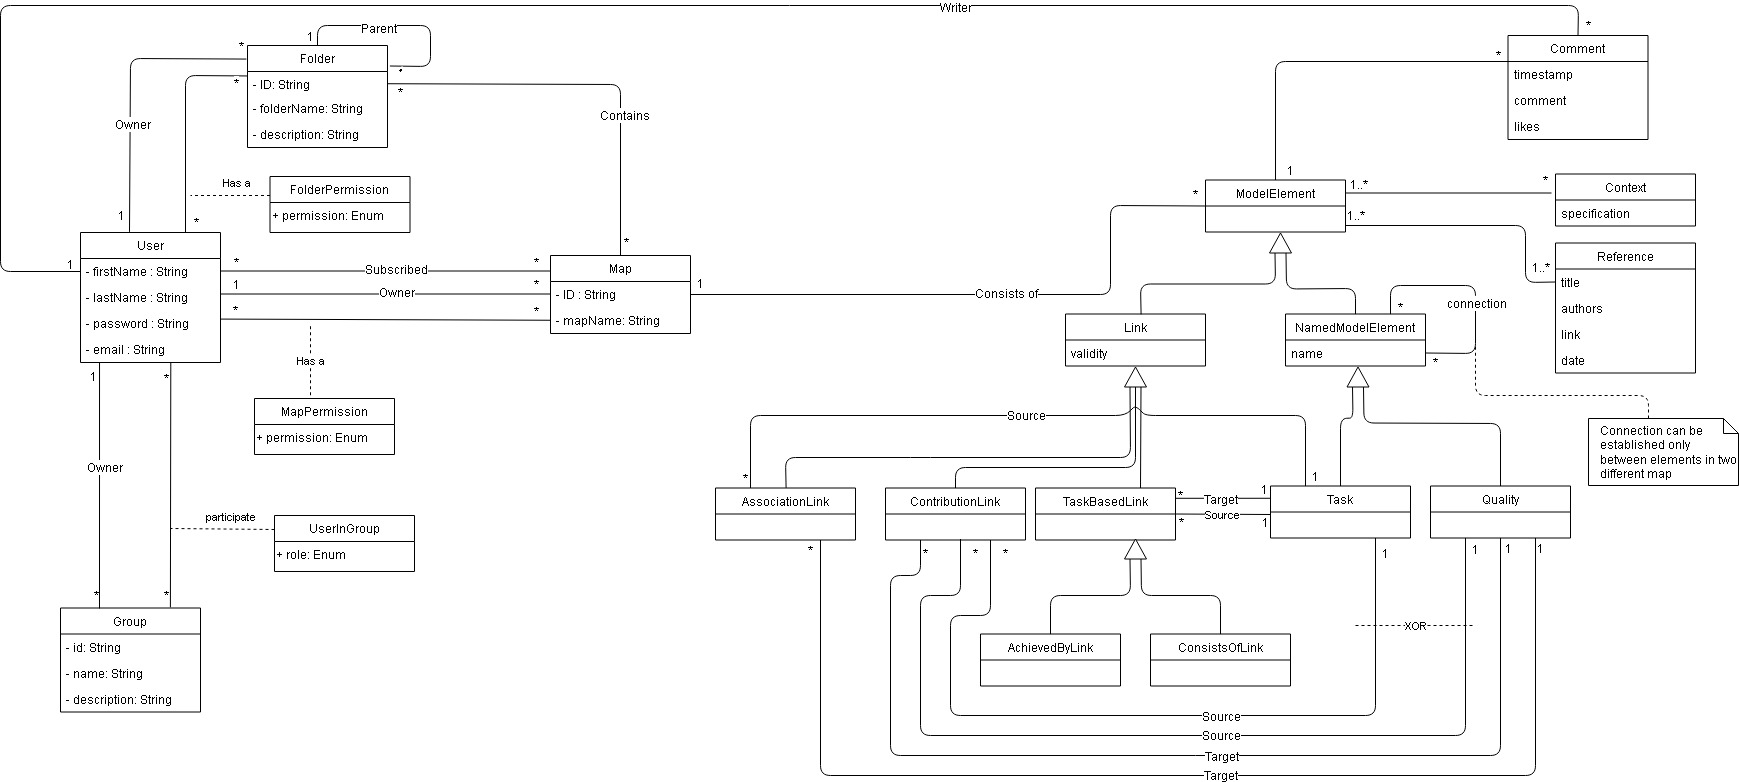 Writer
*
Comment
timestamp
comment
likes
*
1
1
Parent
*
*
Folder
- ID: String
- folderName: String
- description: String
*
*
Contains
*
Owner
1
*
Has a
FolderPermission
+ permission: Enum
User
- firstName : String
- lastName : String
- password : String
- email : String
1
*
Subscribed
*
1
Owner
*
*
*
Has a
MapPermission
+ permission: Enum
Map
- ID : String
- mapName: String
1
Consists of
*
ModelElement
1..*
*
Context
specification
1..*
1..*
Reference
title
authors
link
date
Link
validity
NamedModelElement
name
*
connection
*
Connection can be
established only
between elements in two
different map
1
*
Owner
participate
UserInGroup
+ role: Enum
*
*
Group
- id: String
- name: String
- description: String
Source
*
1
AssociationLink
ContributionLink
TaskBasedLink
*
Target
1
*
Source
1
Task
Quality
*
*
*
*
1
1
1
1
AchievedByLink
ConsistsOfLink
XOR
Source
Source
Target
Target